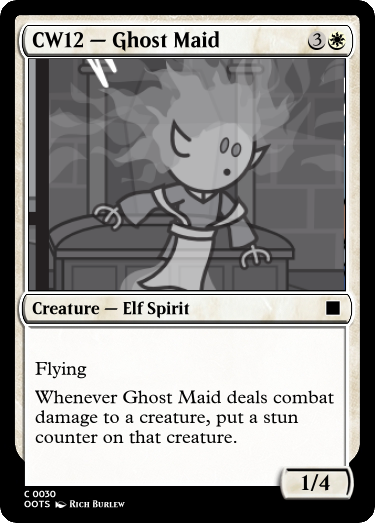 CW12 — Ghost Maid
3
Creature — Elf Spirit
Flying
Whenever Ghost Maid deals combat
damage to a creature, put a stun
counter on that creature.
1/4
C 0030
OOTS Rich Burlew